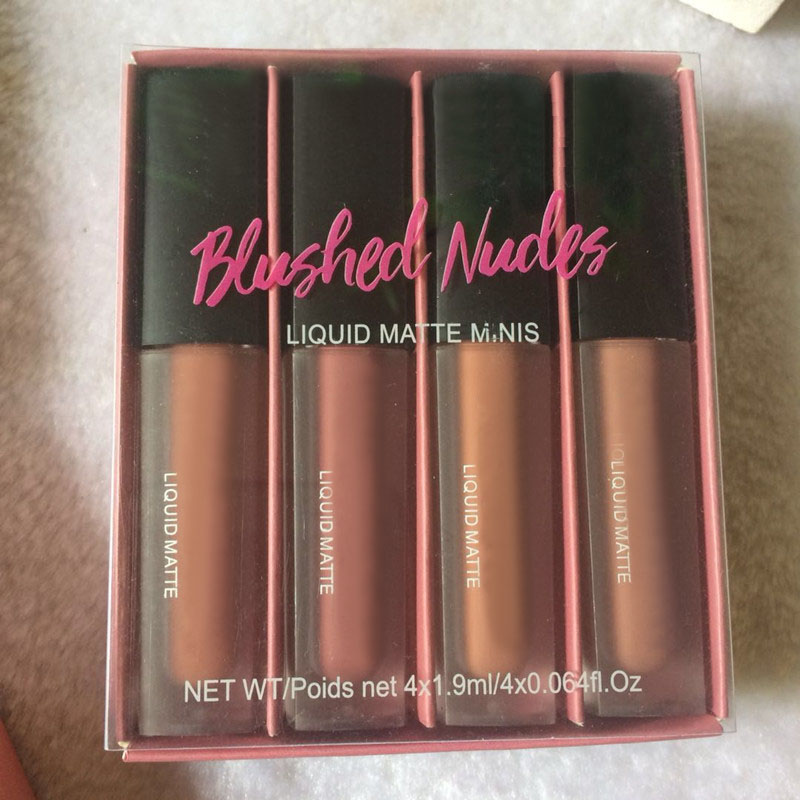 Blushed Nudes
LIQUID MATTE MINIS
LIQUID MATTE
LIQUID MATTE
LIQUID MATTE
LIQUID MATTE
NET WT/Poids net 4x1.9ml/4x0.064fl.Oz